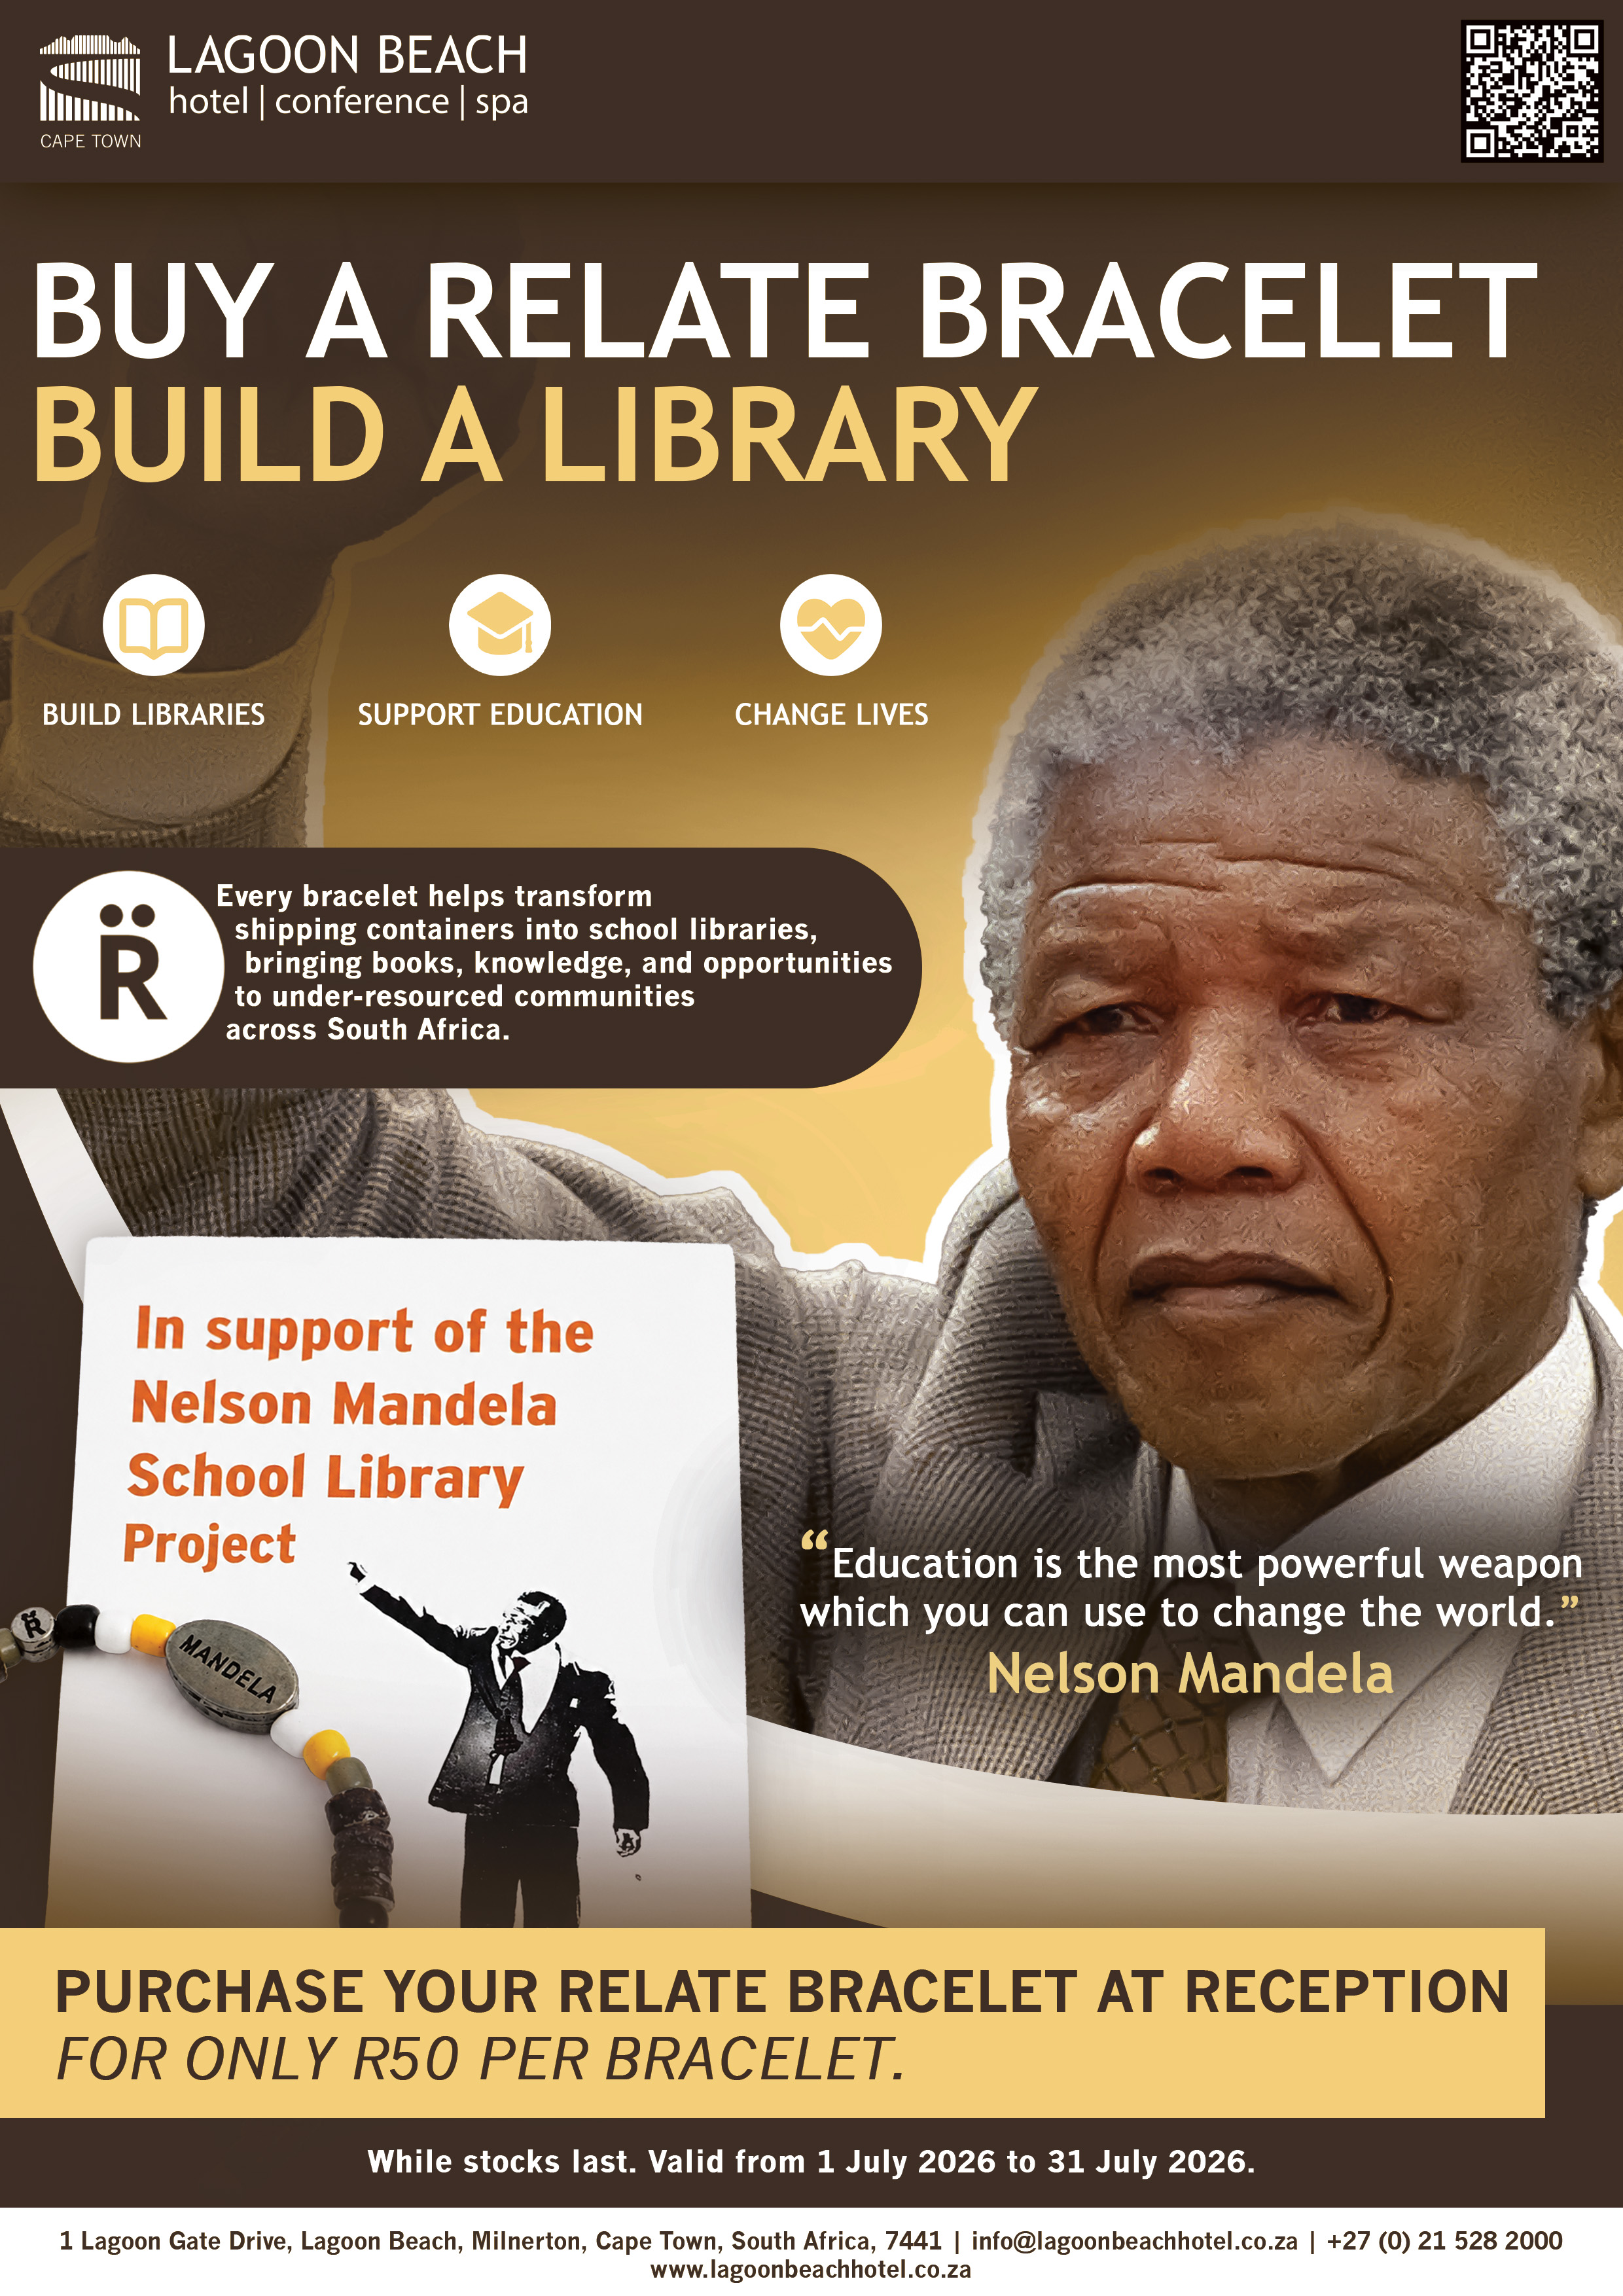 LAGOON BEACH
hotel | conference | spa
CAPE TOWN
BUY A RELATE BRACELET
BUILD A LIBRARY
BUILD LIBRARIES
SUPPORT EDUCATION
CHANGE LIVES
R̈
Every bracelet helps transform
shipping containers into school libraries,
bringing books, knowledge, and opportunities
to under-resourced communities
across South Africa.
In support of the
Nelson Mandela
School Library
Project
R̈
MANDELA
“Education is the most powerful weapon
which you can use to change the world.”
Nelson Mandela
PURCHASE YOUR RELATE BRACELET AT RECEPTION
FOR ONLY R50 PER BRACELET.
While stocks last. Valid from 1 July 2026 to 31 July 2026.
1 Lagoon Gate Drive, Lagoon Beach, Milnerton, Cape Town, South Africa, 7441 | info@lagoonbeachhotel.co.za | +27 (0) 21 528 2000
www.lagoonbeachhotel.co.za